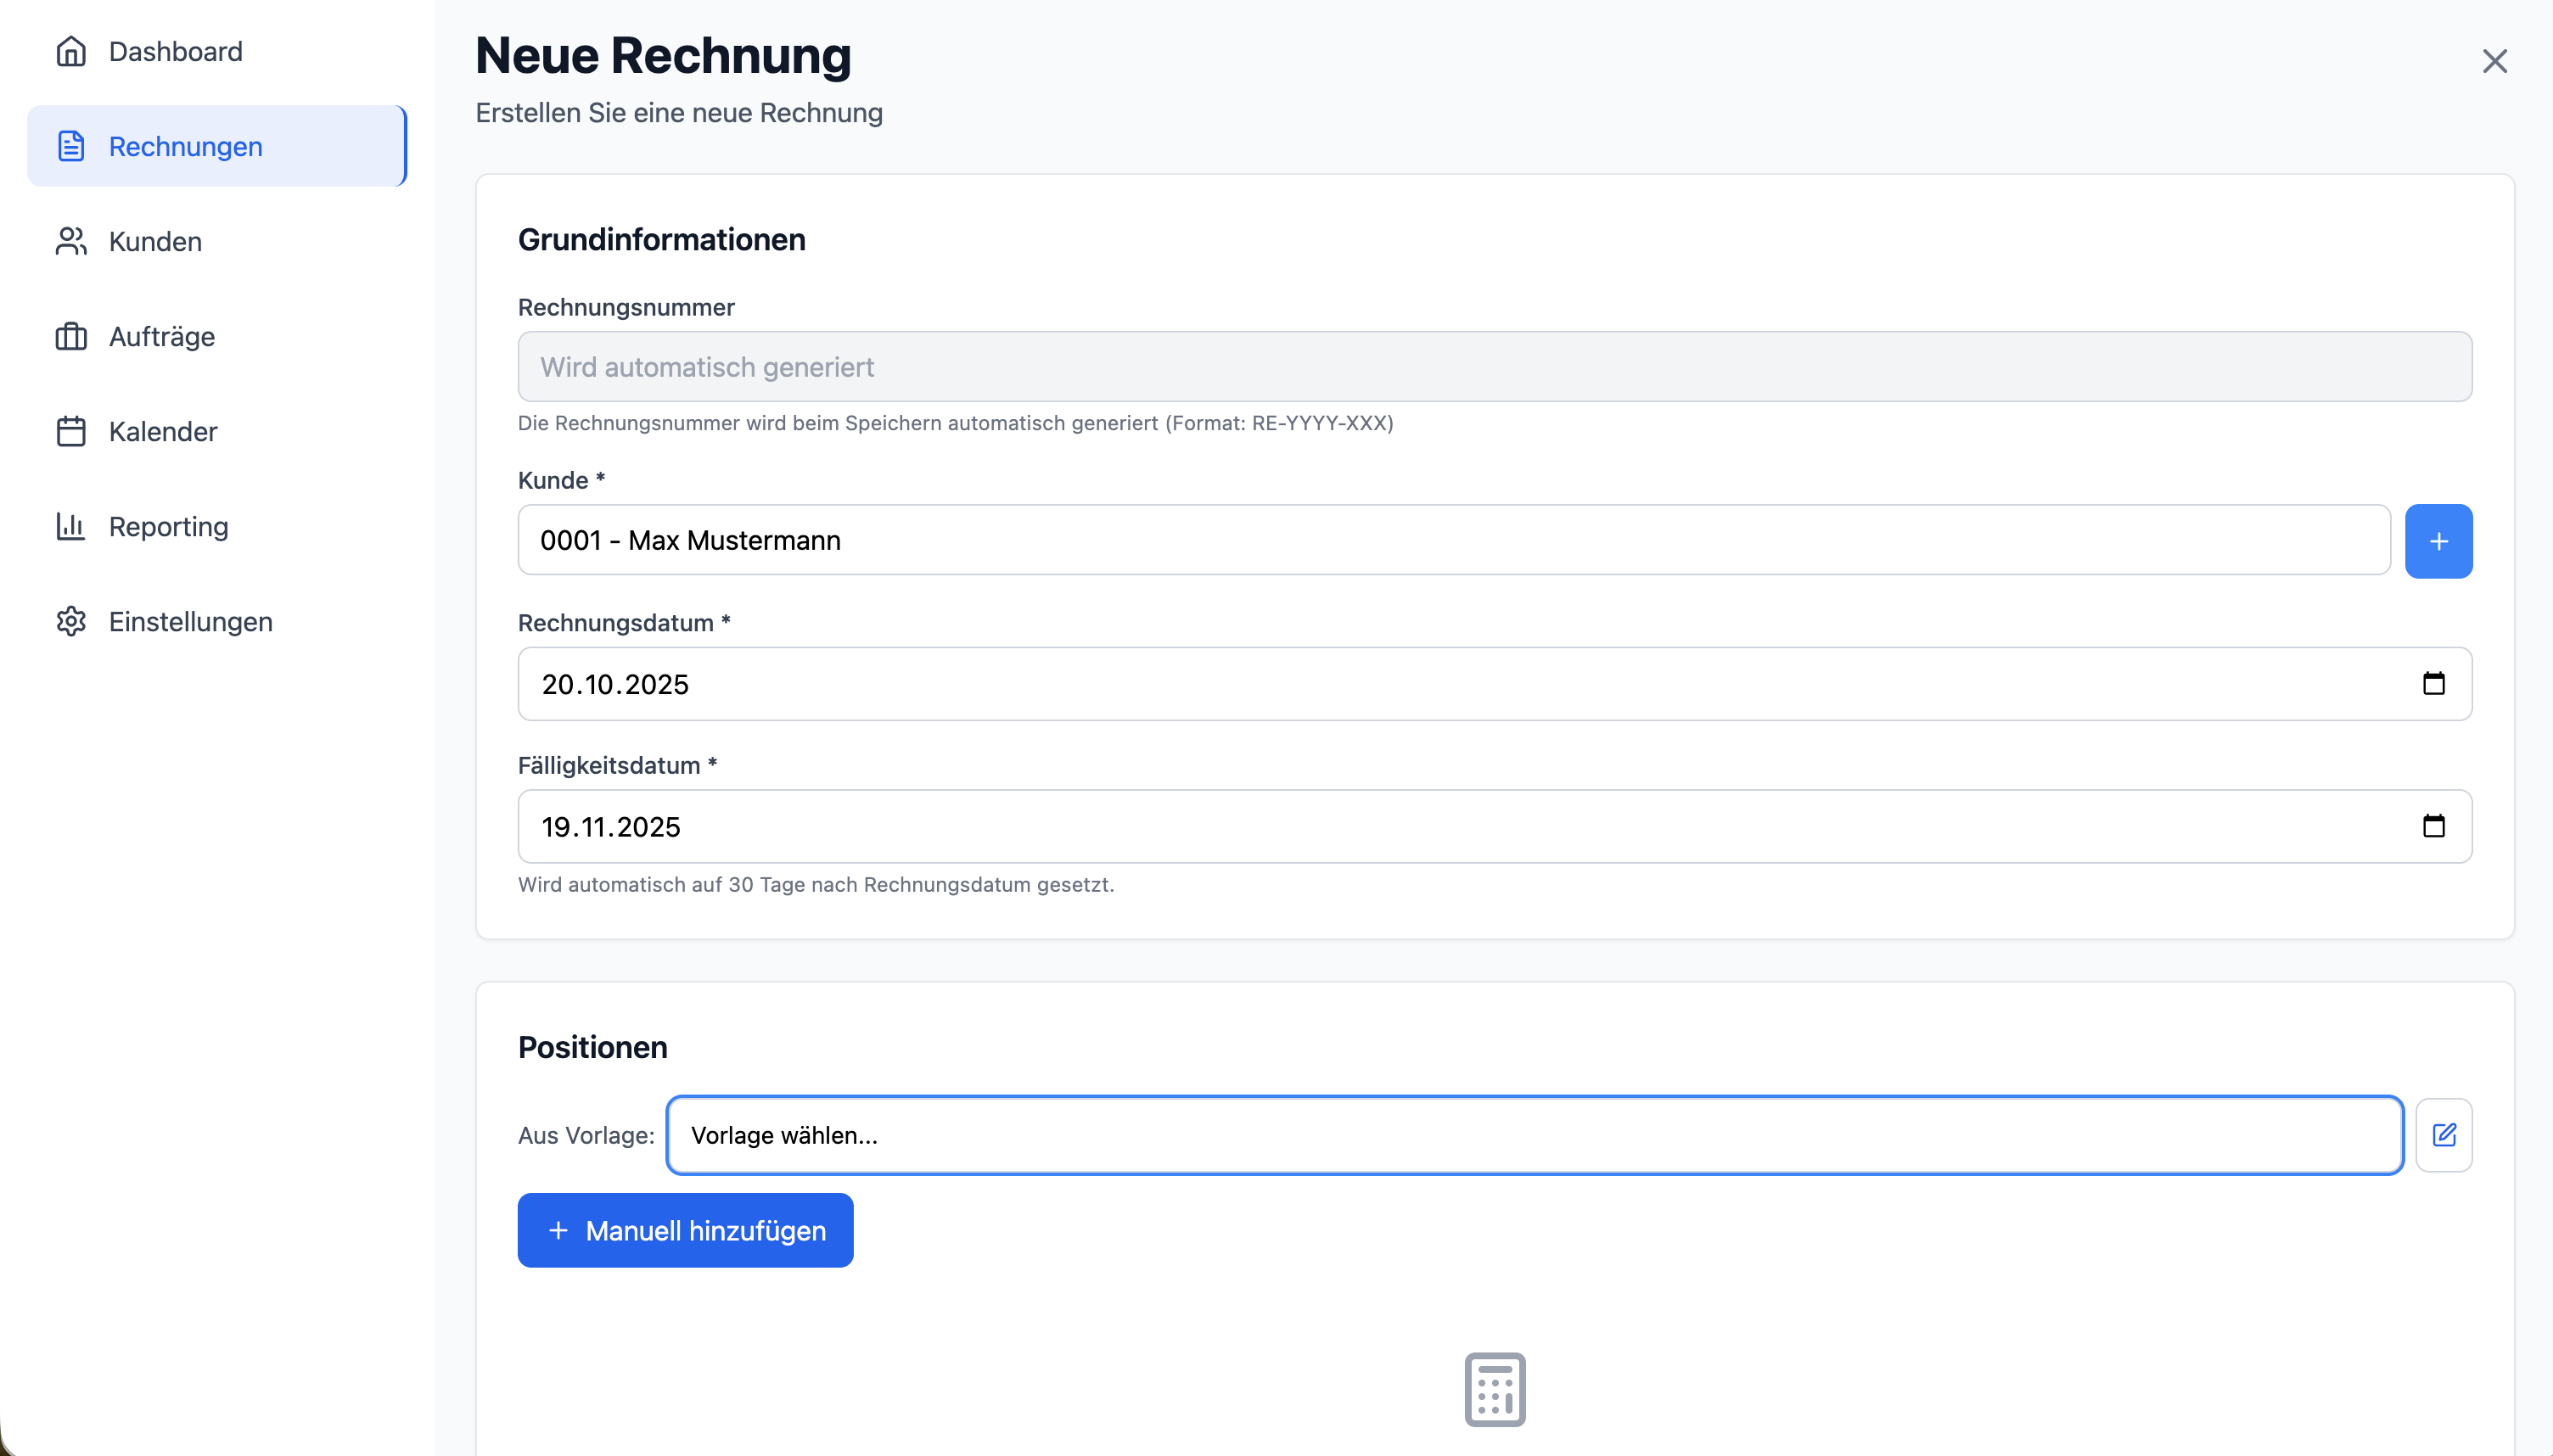 Dashboard
Rechnungen
Kunden
Aufträge
Kalender
Reporting
Einstellungen
Neue Rechnung
Erstellen Sie eine neue Rechnung
Grundinformationen
Rechnungsnummer
Wird automatisch generiert
Die Rechnungsnummer wird beim Speichern automatisch generiert (Format: RE-YYYY-XXX)
Kunde *
0001 - Max Mustermann
Rechnungsdatum *
20.10.2025
Fälligkeitsdatum *
19.11.2025
Wird automatisch auf 30 Tage nach Rechnungsdatum gesetzt.
Positionen
Aus Vorlage: Vorlage wählen...
+ Manuell hinzufügen